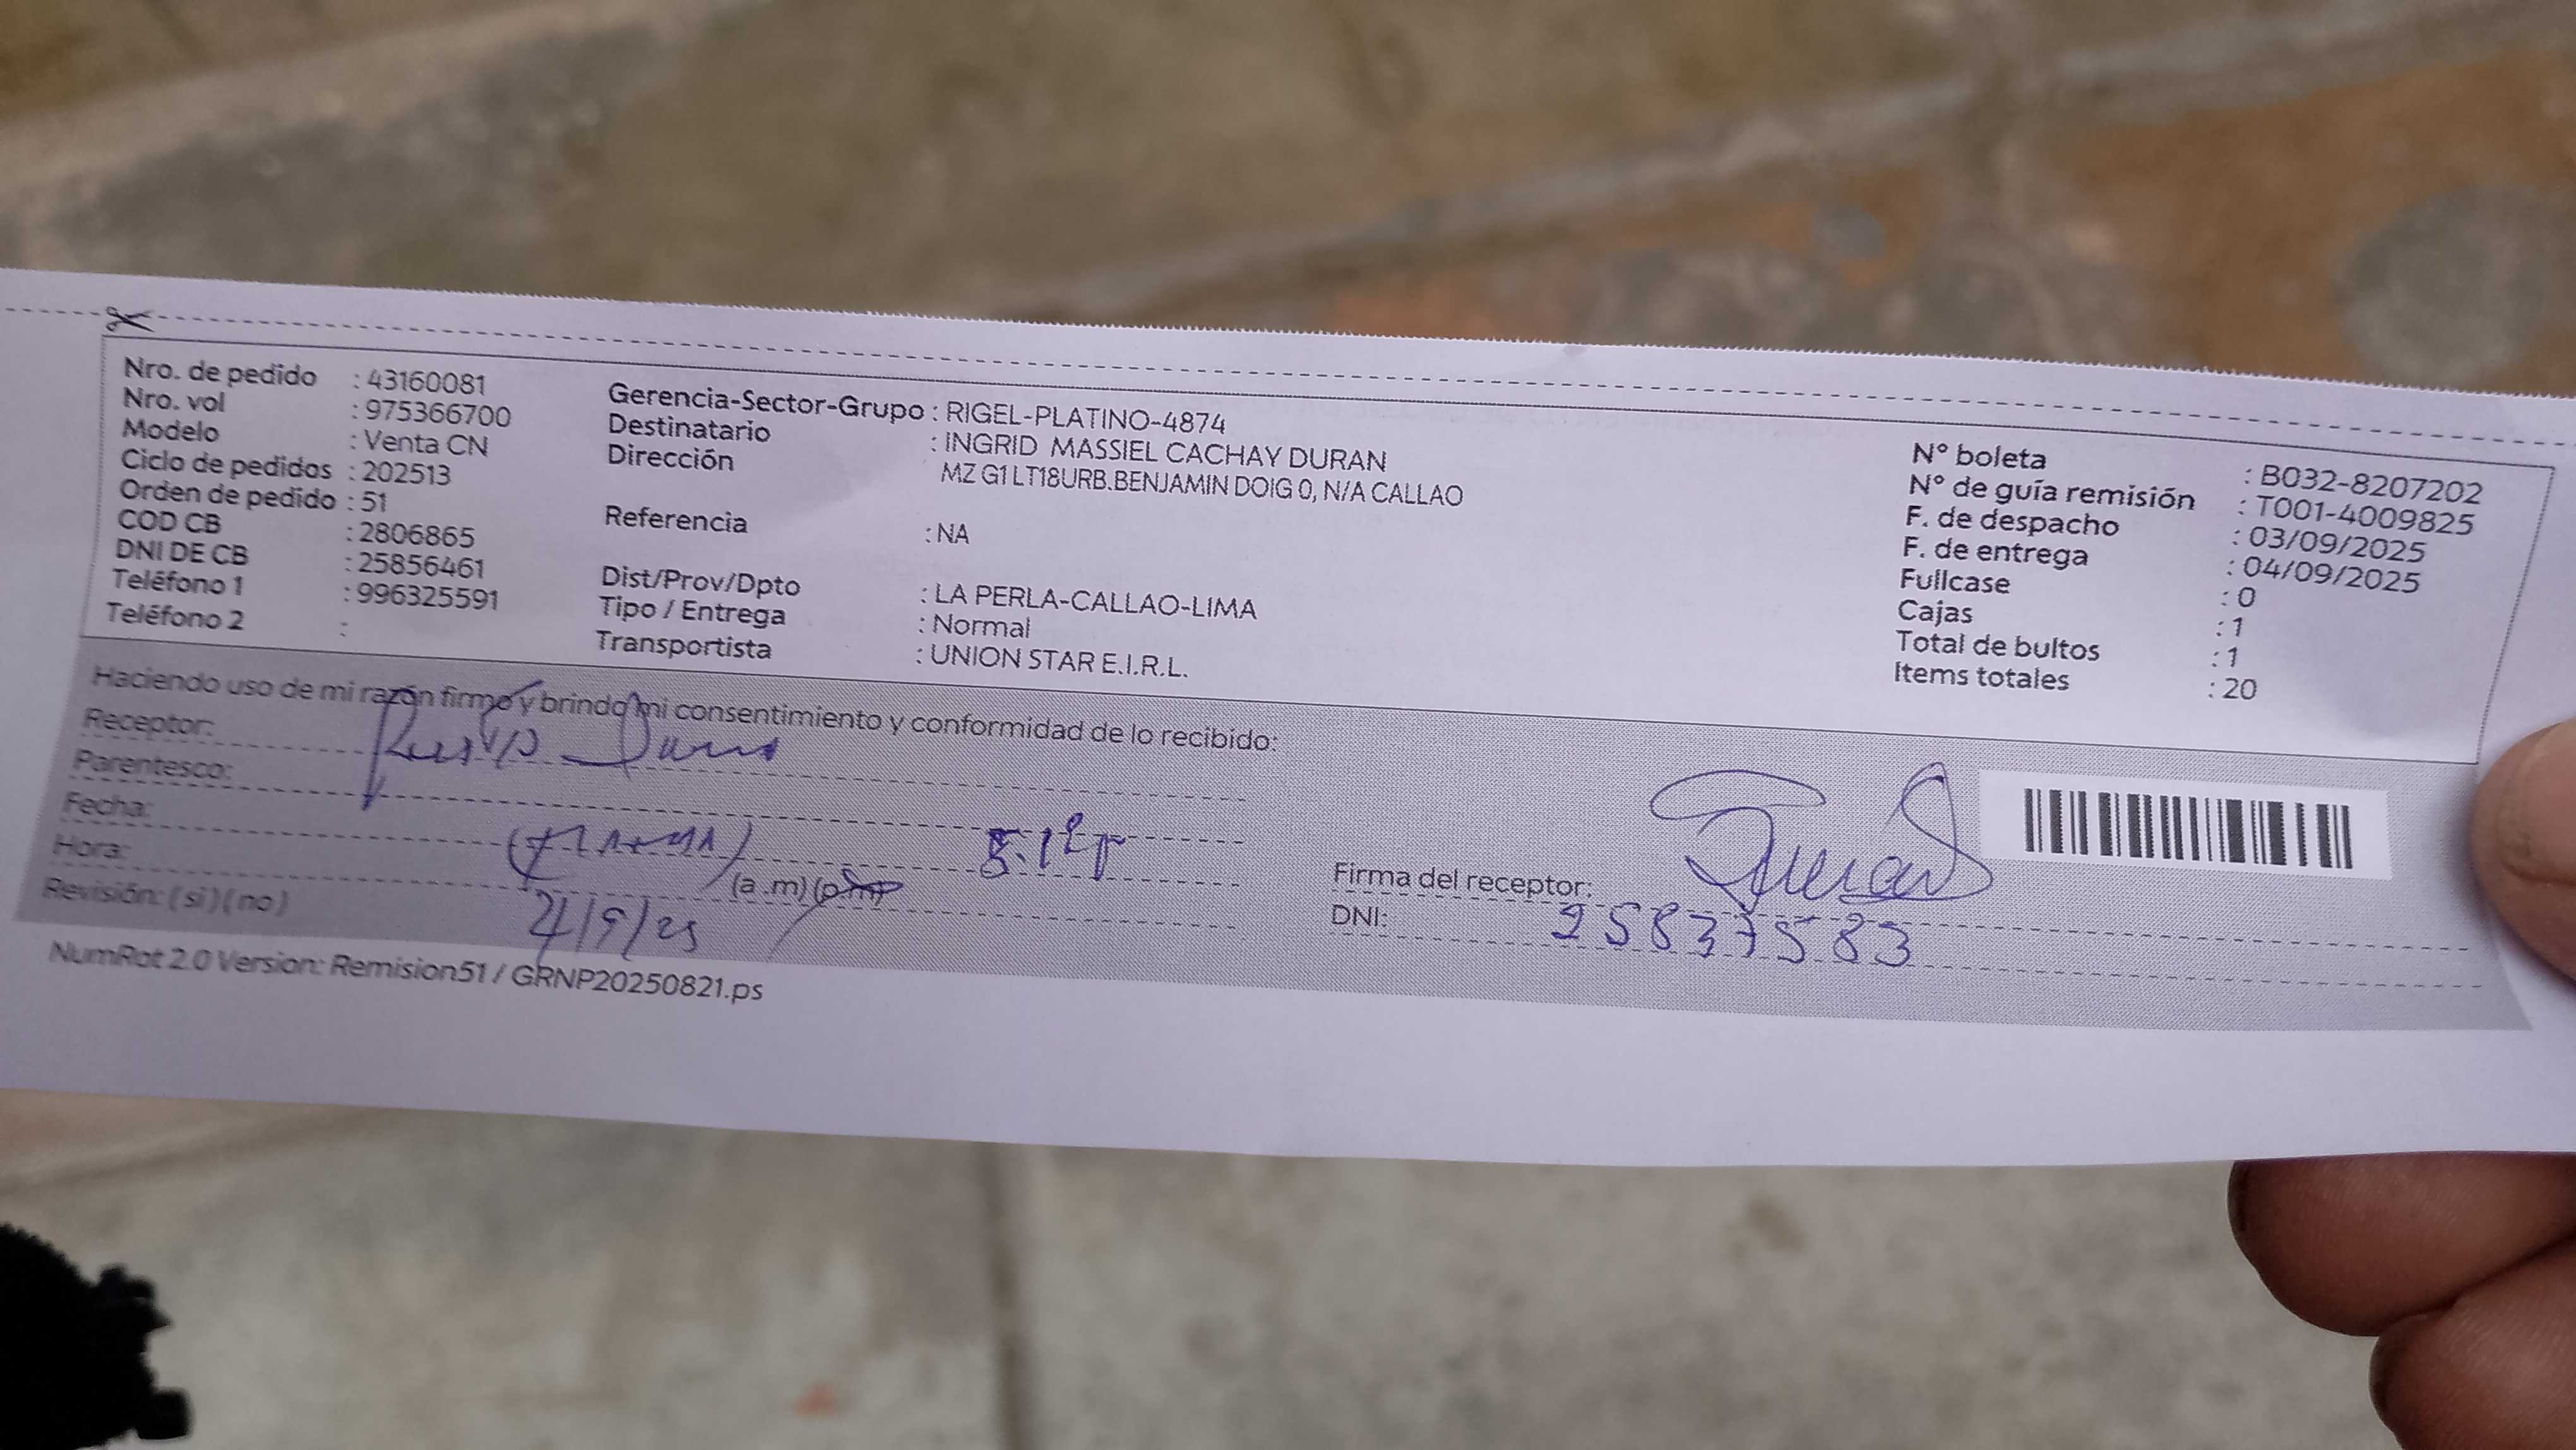 Nro. de pedido : 43160081
Nro. vol : 975366700
Modelo : Venta CN
Ciclo de pedidos : 202513
Orden de pedido : 51
COD CB : 2806865
DNI DE CB : 25856461
Teléfono 1 : 996325591
Teléfono 2 :
Gerencia-Sector-Grupo : RIGEL-PLATINO-4874
Destinatario : INGRID MASSIEL CACHAY DURAN
Dirección MZ G1 LT18URB.BENJAMIN DOIG 0, N/A CALLAO
Referencia : NA
Dist/Prov/Dpto : LA PERLA-CALLAO-LIMA
Tipo / Entrega : Normal
Transportista : UNION STAR E.I.R.L.
N° boleta : B032-8207202
N° de guía remisión : T001-4009825
F. de despacho : 03/09/2025
F. de entrega : 04/09/2025
Fullcase : 0
Cajas : 1
Total de bultos : 1
Items totales : 20
Haciendo uso de mi razón firmo y brindo mi consentimiento y conformidad de lo recibido:
Receptor:
Parentesco:
Fecha:
Hora: (a.m) (p.m)
Revisión: ( si ) ( no ) 4/9/25
Firma del receptor:
DNI: 25837583
NumRot 2.0 Version: Remision51 / GRNP20250821.ps